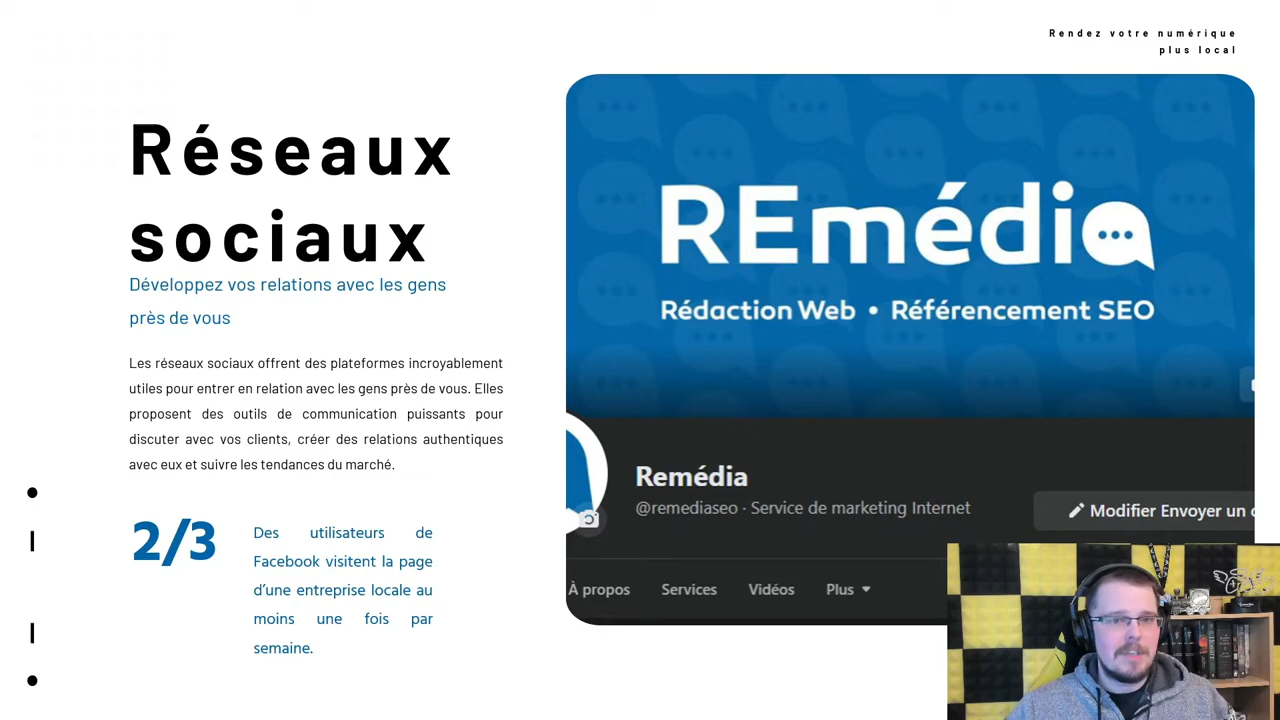 Rendez votre numérique
plus local
Réseaux
sociaux
Développez vos relations avec les gens
près de vous
Les réseaux sociaux offrent des plateformes incroyablement
utiles pour entrer en relation avec les gens près de vous. Elles
proposent des outils de communication puissants pour
discuter avec vos clients, créer des relations authentiques
avec eux et suivre les tendances du marché.
2/3
Des utilisateurs de
Facebook visitent la page
d’une entreprise locale au
moins une fois par
semaine.
REmédia
Rédaction Web • Référencement SEO
Remédia
@remediaseo · Service de marketing Internet
Modifier Envoyer un
À propos
Services
Vidéos
Plus